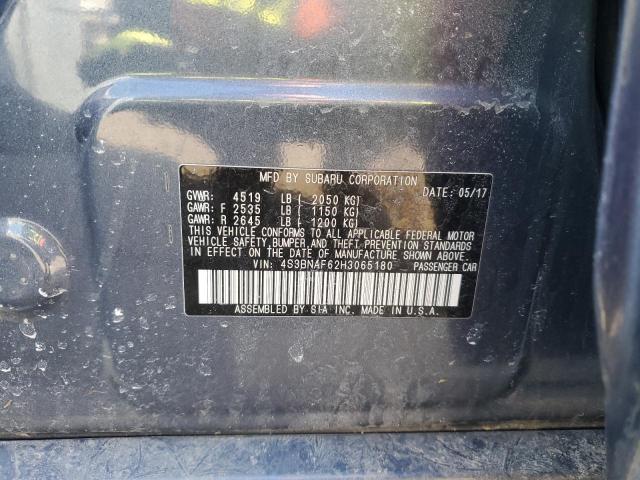 MFD BY SUBARU CORPORATION
GVWR: 4519 LB ( 2050 KG) DATE: 05/17
GAWR: F 2535 LB ( 1150 KG)
GAWR: R 2645 LB ( 1200 KG)
THIS VEHICLE CONFORMS TO ALL APPLICABLE FEDERAL MOTOR
VEHICLE SAFETY, BUMPER, AND THEFT PREVENTION STANDARDS
IN EFFECT ON THE DATE OF MANUFACTURE SHOWN ABOVE.
VIN: 4S3BNAF62H3065180 PASSENGER CAR
ASSEMBLED BY SIA INC. MADE IN U.S.A.